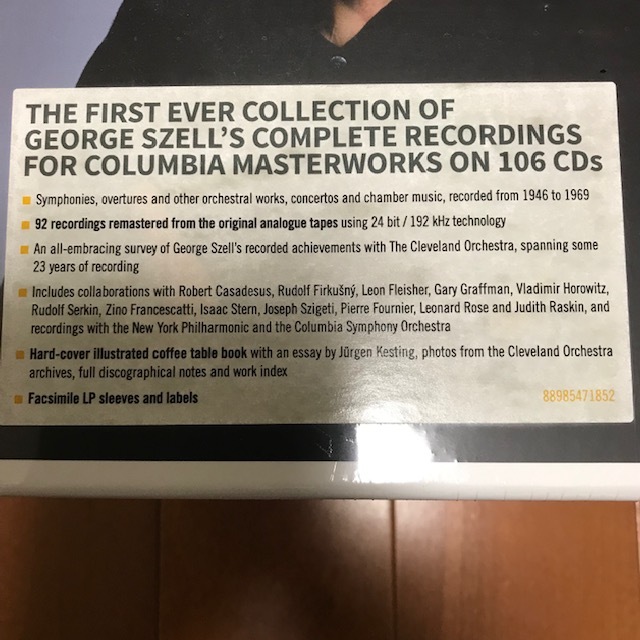 THE FIRST EVER COLLECTION OF
GEORGE SZELL'S COMPLETE RECORDINGS
FOR COLUMBIA MASTERWORKS ON 106 CDs
Symphonies, overtures and other orchestral works, concertos and chamber music, recorded from 1946 to 1969
92 recordings remastered from the original analogue tapes using 24 bit / 192 kHz technology
An all-embracing survey of George Szell's recorded achievements with The Cleveland Orchestra, spanning some
23 years of recording
Includes collaborations with Robert Casadesus, Rudolf Firkušný, Leon Fleisher, Gary Graffman, Vladimir Horowitz,
Rudolf Serkin, Zino Francescatti, Isaac Stern, Joseph Szigeti, Pierre Fournier, Leonard Rose and Judith Raskin, and
recordings with the New York Philharmonic and the Columbia Symphony Orchestra
Hard-cover illustrated coffee table book with an essay by Jürgen Kesting, photos from the Cleveland Orchestra
archives, full discographical notes and work index
Facsimile LP sleeves and labels
88985471852